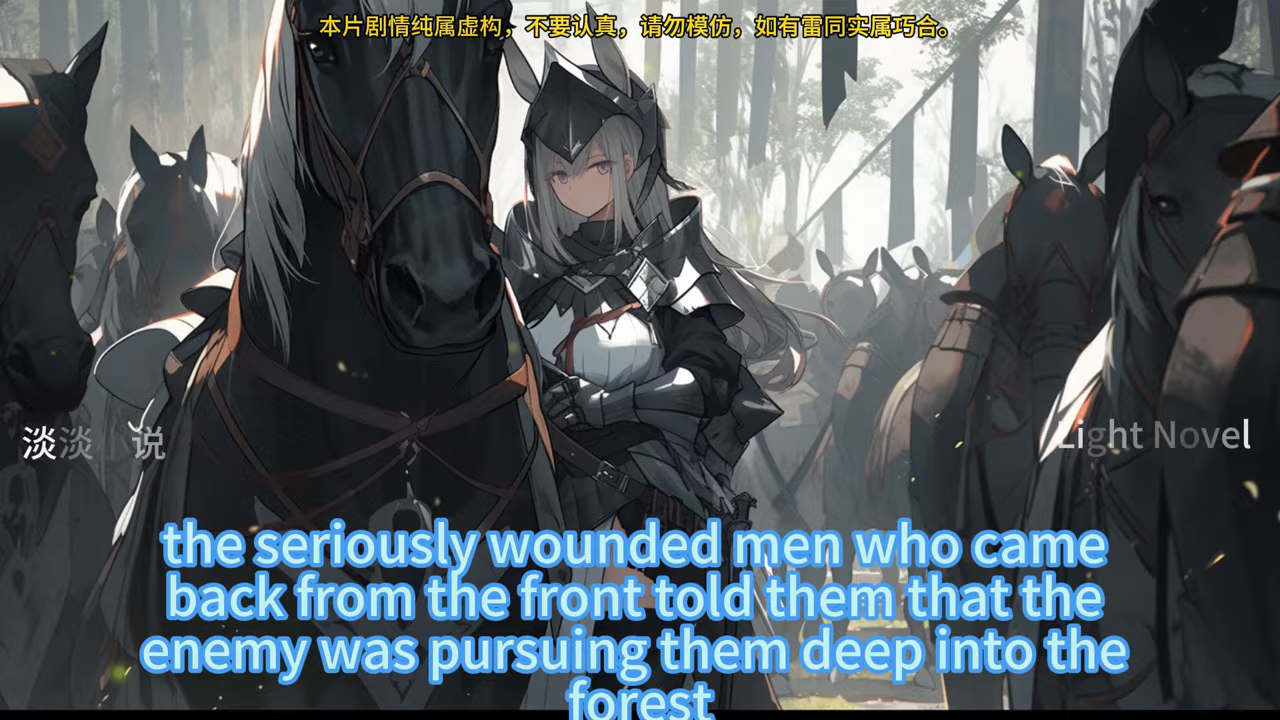 本片剧情纯属虚构，不要认真，请勿模仿，如有雷同实属巧合。
淡淡小说
Light Novel
the seriously wounded men who came
back from the front told them that the
enemy was pursuing them deep into the
forest